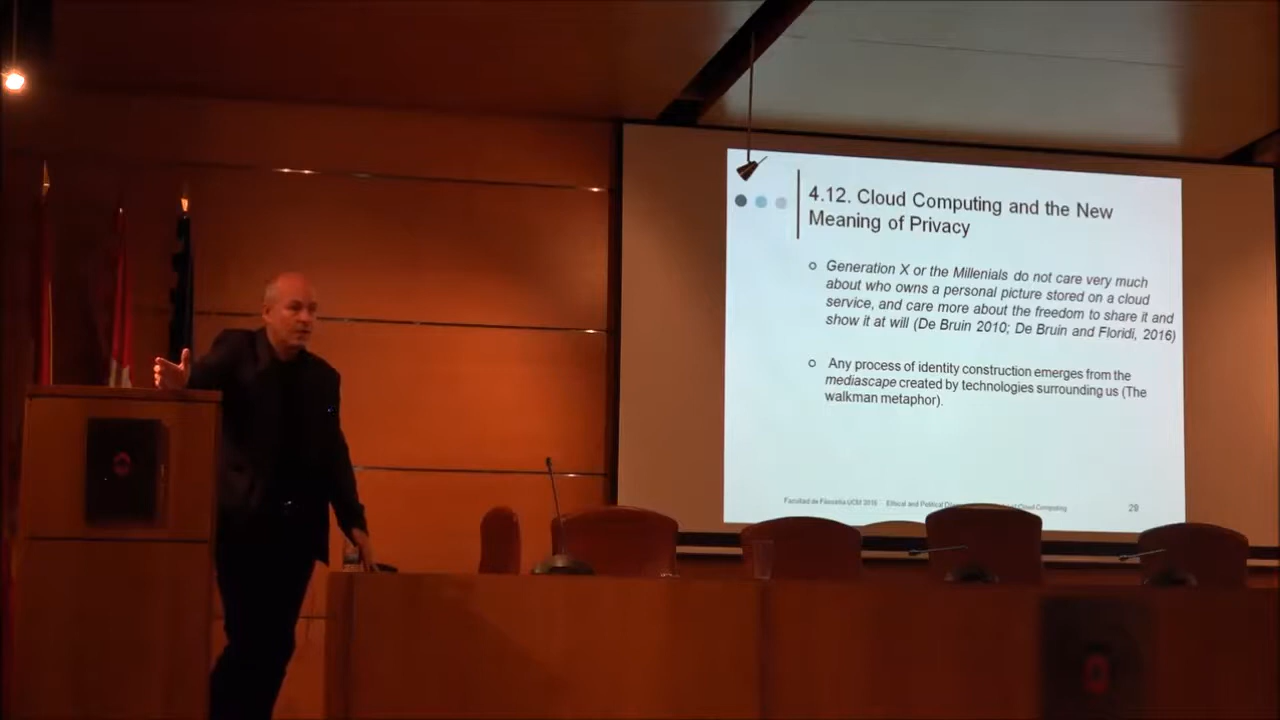 4.12. Cloud Computing and the New
Meaning of Privacy
Generation X or the Millenials do not care very much
about who owns a personal picture stored on a cloud
service, and care more about the freedom to share it and
show it at will (De Bruin 2010; De Bruin and Floridi, 2016)
Any process of identity construction emerges from the
mediascape created by technologies surrounding us (The
walkman metaphor).
Facultad de Filosofía UCM 2016 Ethical and Political of Cloud Computing
29